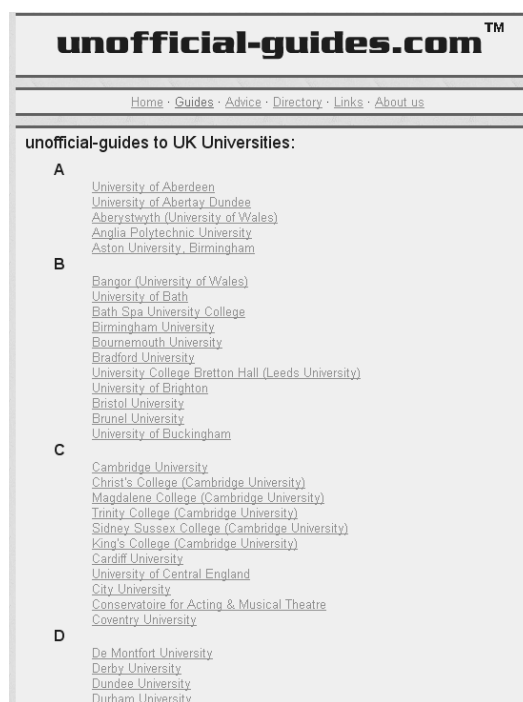 unofficial-guides.com™
Home · Guides · Advice · Directory · Links · About us
unofficial-guides to UK Universities:
A
University of Aberdeen
University of Abertay Dundee
Aberystwyth (University of Wales)
Anglia Polytechnic University
Aston University, Birmingham
B
Bangor (University of Wales)
University of Bath
Bath Spa University College
Birmingham University
Bournemouth University
Bradford University
University College Bretton Hall (Leeds University)
University of Brighton
Bristol University
Brunel University
University of Buckingham
C
Cambridge University
Christ's College (Cambridge University)
Magdalene College (Cambridge University)
Trinity College (Cambridge University)
Sidney Sussex College (Cambridge University)
King's College (Cambridge University)
Cardiff University
University of Central England
City University
Conservatoire for Acting & Musical Theatre
Coventry University
D
De Montfort University
Derby University
Dundee University
Durham University